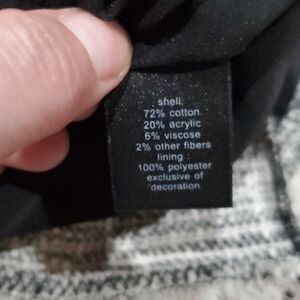 shell:
72% cotton
20% acrylic
6% viscose
2% other fibers
lining :
100% polyester
exclusive of
decoration